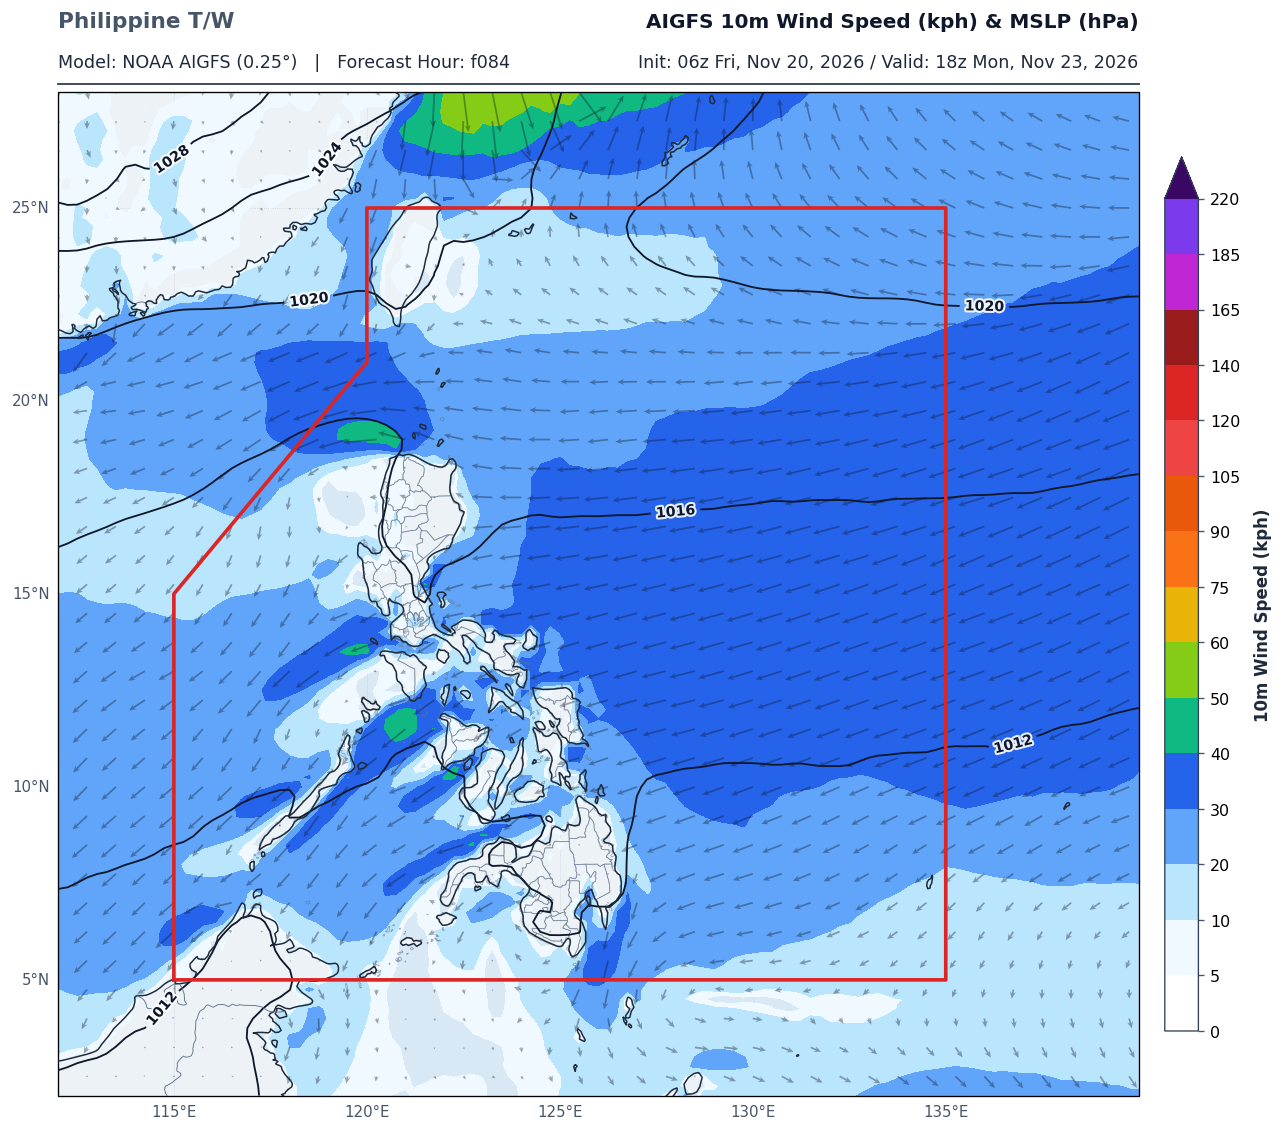 Philippine T/W
AIGFS 10m Wind Speed (kph) & MSLP (hPa)
Model: NOAA AIGFS (0.25°)   |   Forecast Hour: f084
Init: 06z Fri, Nov 20, 2026 / Valid: 18z Mon, Nov 23, 2026
1028
1024
1020
1020
1016
1012
1012
25°N
20°N
15°N
10°N
5°N
115°E
120°E
125°E
130°E
135°E
220
185
165
140
120
105
90
75
60
50
40
30
20
10
5
0
10m Wind Speed (kph)